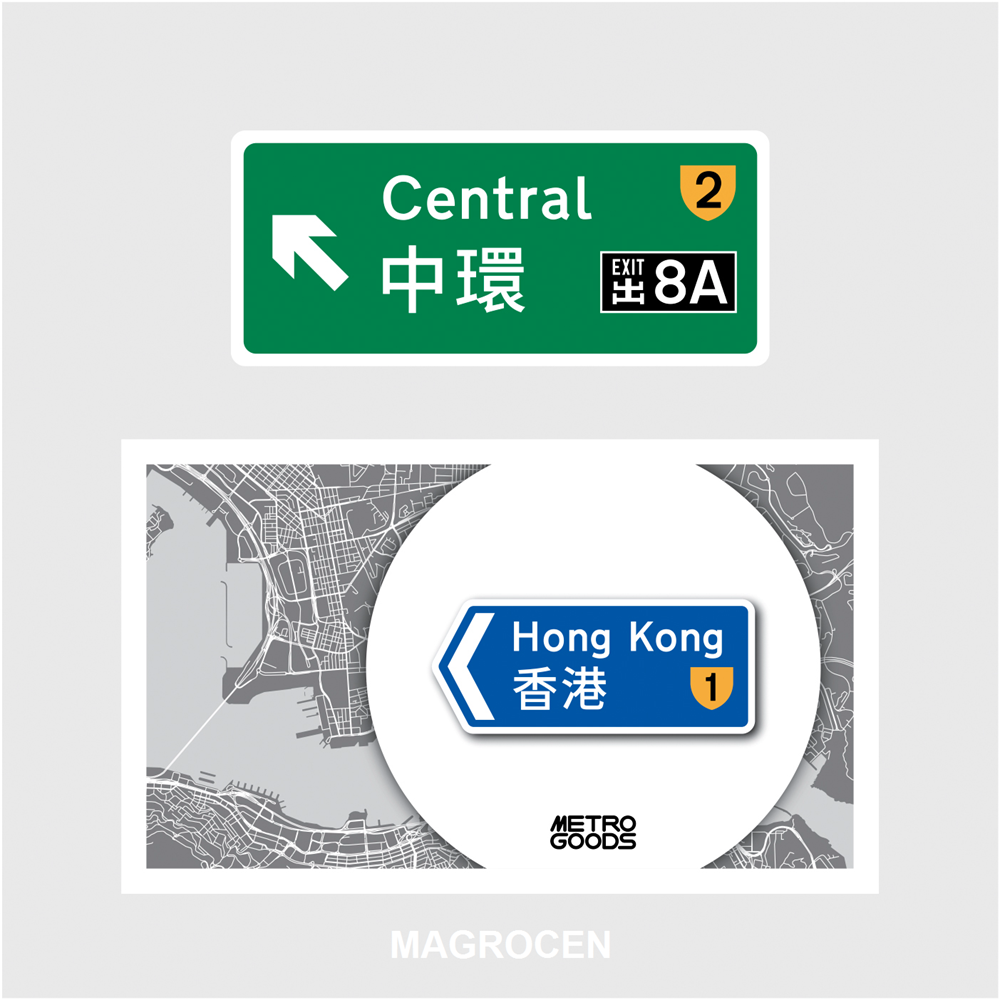 Central
中環
2
EXIT
出 8A
Hong Kong
香港
1
METRO
GOODS
MAGROCEN